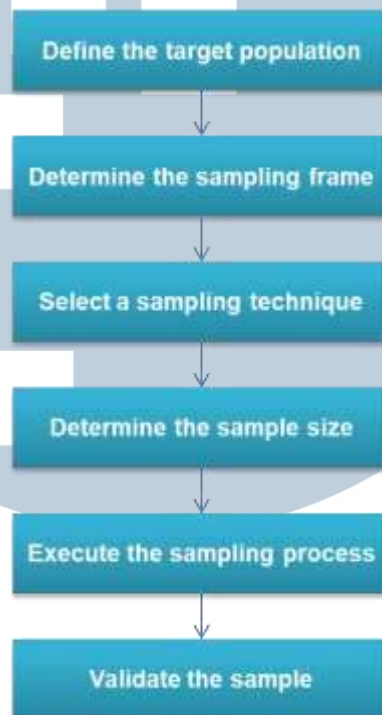 Define the target population
Determine the sampling frame
Select a sampling technique
Determine the sample size
Execute the sampling process
Validate the sample